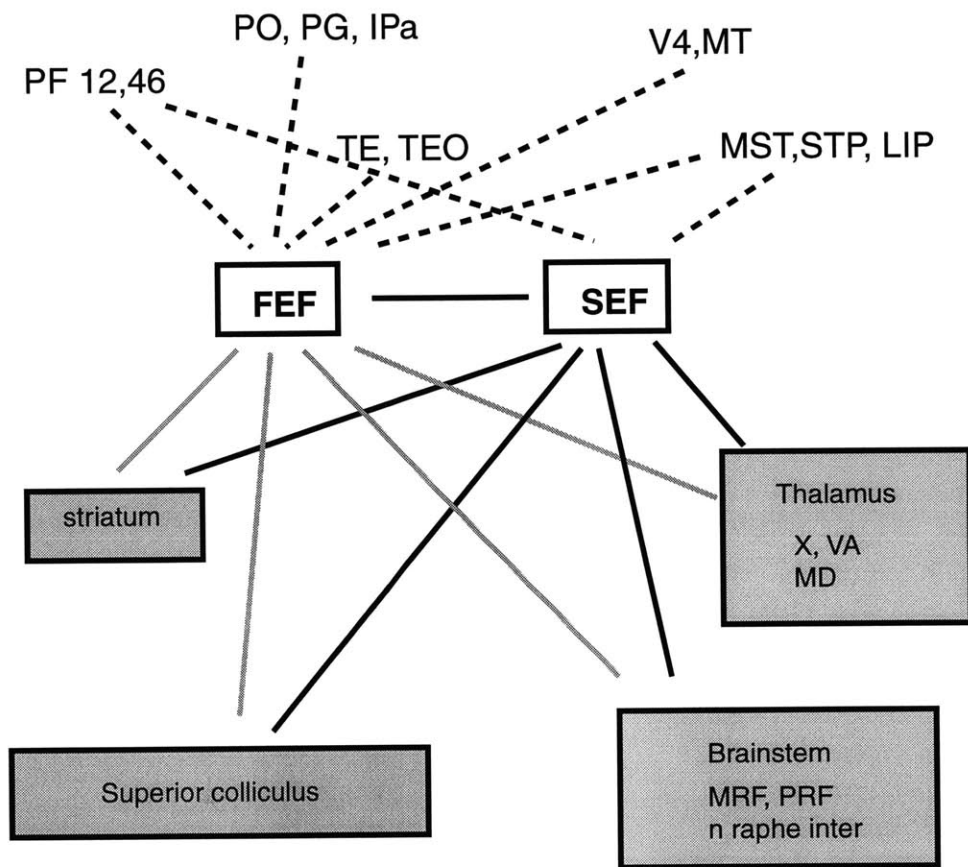 PO, PG, IPa
V4,MT
PF 12,46
TE, TEO
MST,STP, LIP
FEF
SEF
striatum
Thalamus
X, VA
MD
Superior colliculus
Brainstem
MRF, PRF
n raphe inter